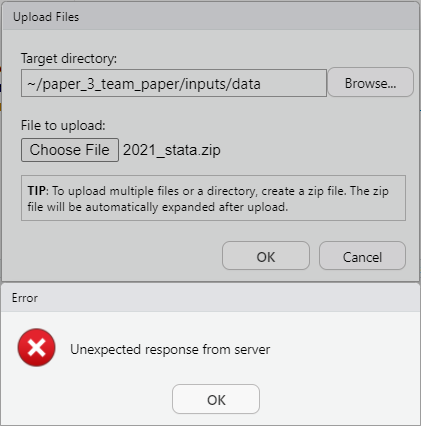 Upload Files
Target directory:
~/paper_3_team_paper/inputs/data
Browse...
File to upload:
Choose File 2021_stata.zip
TIP: To upload multiple files or a directory, create a zip file. The zip
file will be automatically expanded after upload.
OK
Cancel
Error
Unexpected response from server
OK